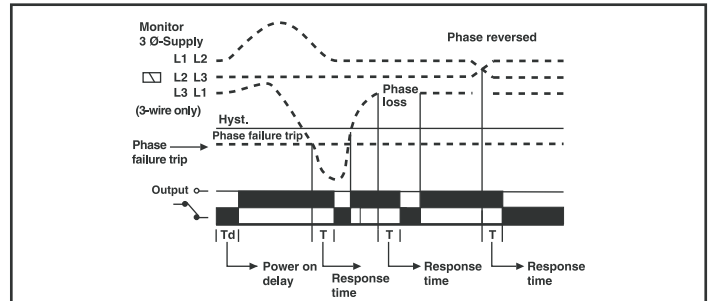 Monitor
3 Ø-Supply
Phase reversed
L1 L2
L2 L3
L3 L1
Phase
loss
(3-wire only)
Hyst.
Phase failure trip
Phase
failure trip
Output
Td
T
T
T
Power on
delay
Response
time
Response
time
Response
time